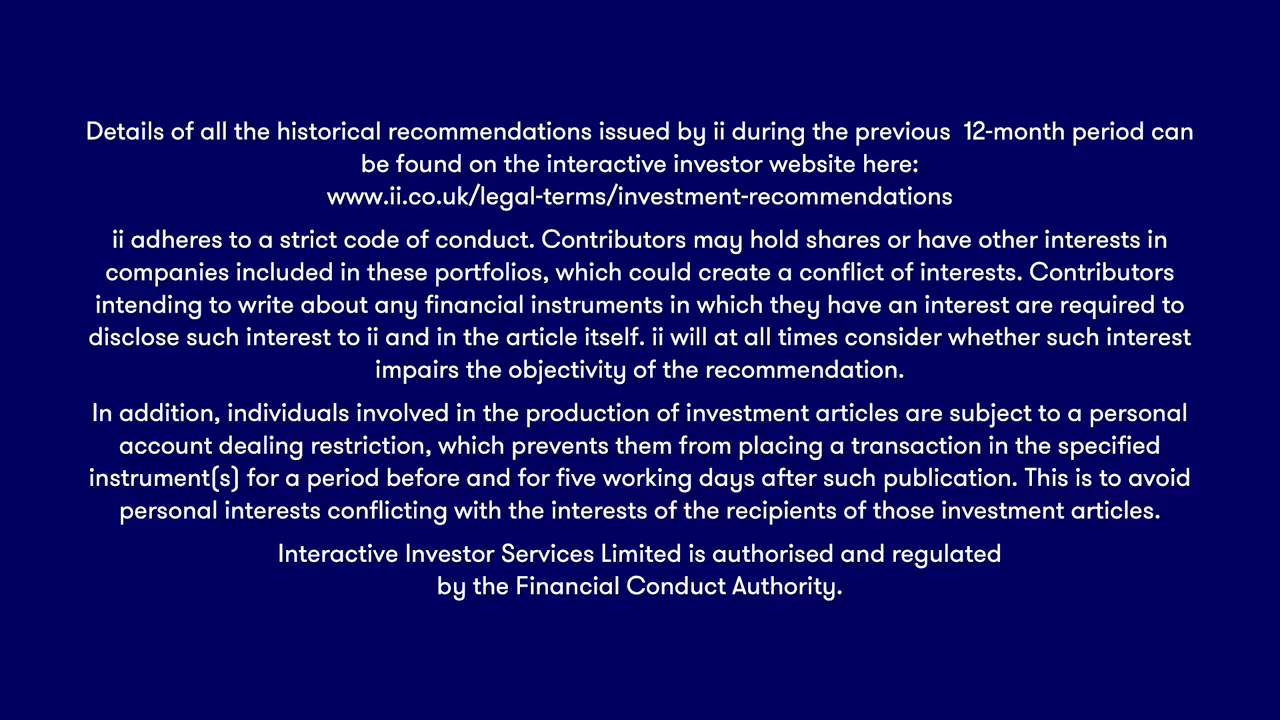 Details of all the historical recommendations issued by ii during the previous  12-month period can
be found on the interactive investor website here:
www.ii.co.uk/legal-terms/investment-recommendations
ii adheres to a strict code of conduct. Contributors may hold shares or have other interests in
companies included in these portfolios, which could create a conflict of interests. Contributors
intending to write about any financial instruments in which they have an interest are required to
disclose such interest to ii and in the article itself. ii will at all times consider whether such interest
impairs the objectivity of the recommendation.
In addition, individuals involved in the production of investment articles are subject to a personal
account dealing restriction, which prevents them from placing a transaction in the specified
instrument(s) for a period before and for five working days after such publication. This is to avoid
personal interests conflicting with the interests of the recipients of those investment articles.
Interactive Investor Services Limited is authorised and regulated
by the Financial Conduct Authority.